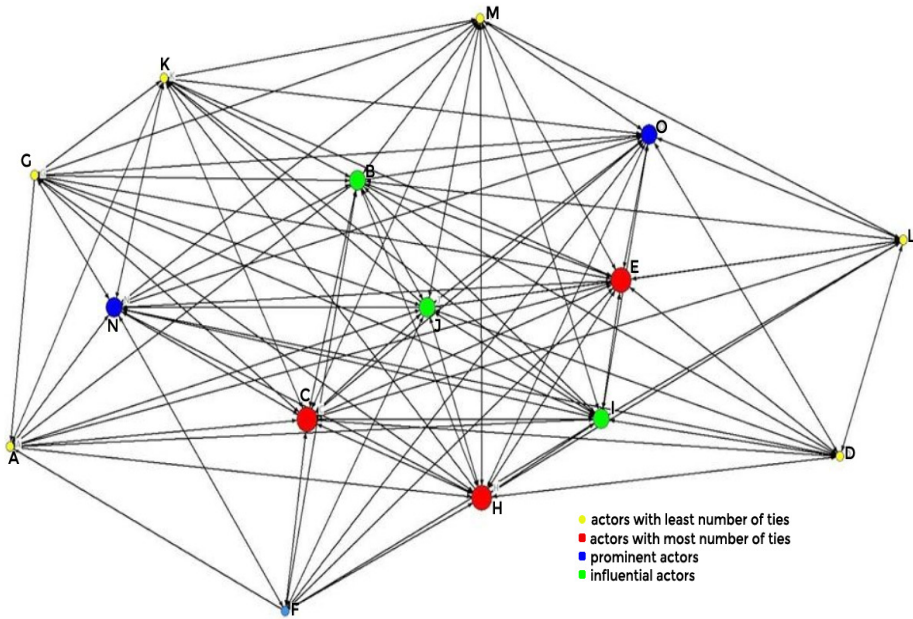 M
K
O
G
B
L
E
N
J
C
I
A
D
H
actors with least number of ties
actors with most number of ties
prominent actors
influential actors
F